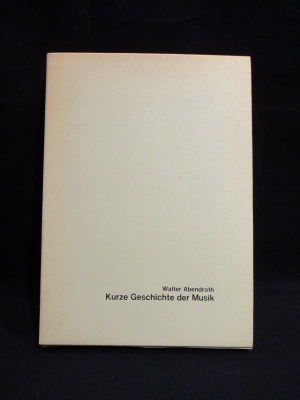 Walter Abendroth
Kurze Geschichte der Musik